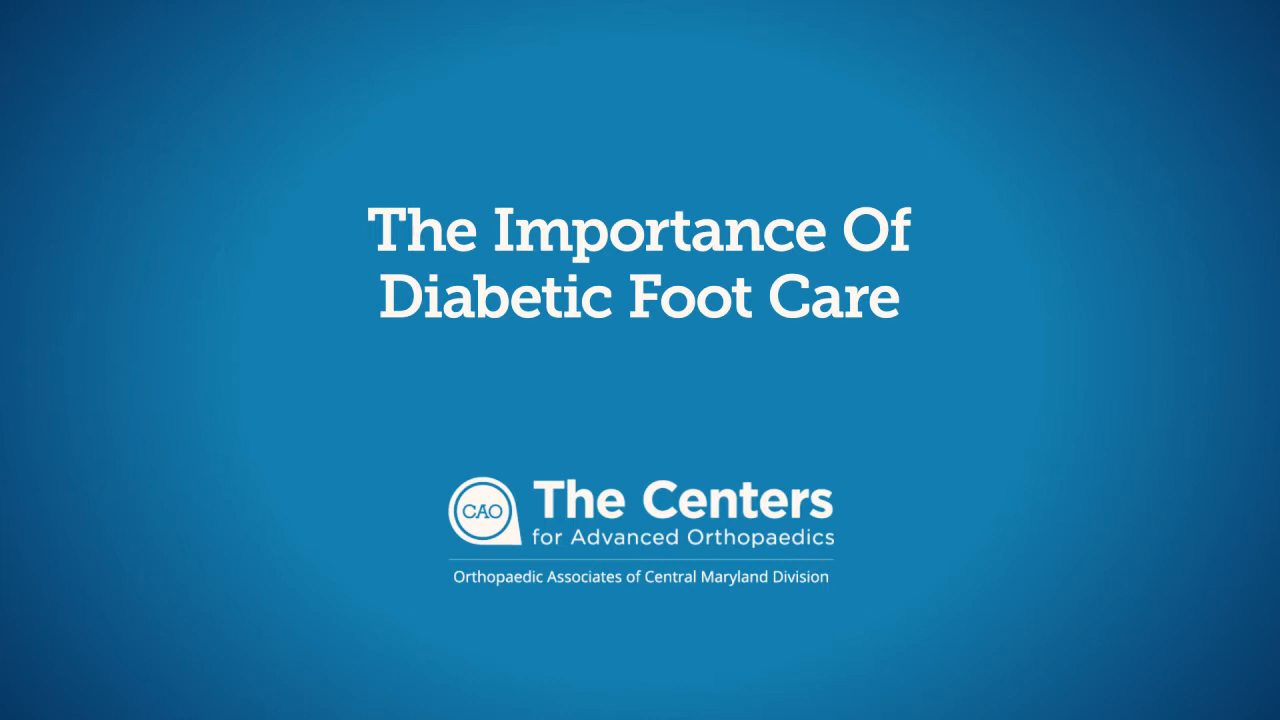 The Importance Of
Diabetic Foot Care
CAO
The Centers
for Advanced Orthopaedics
Orthopaedic Associates of Central Maryland Division